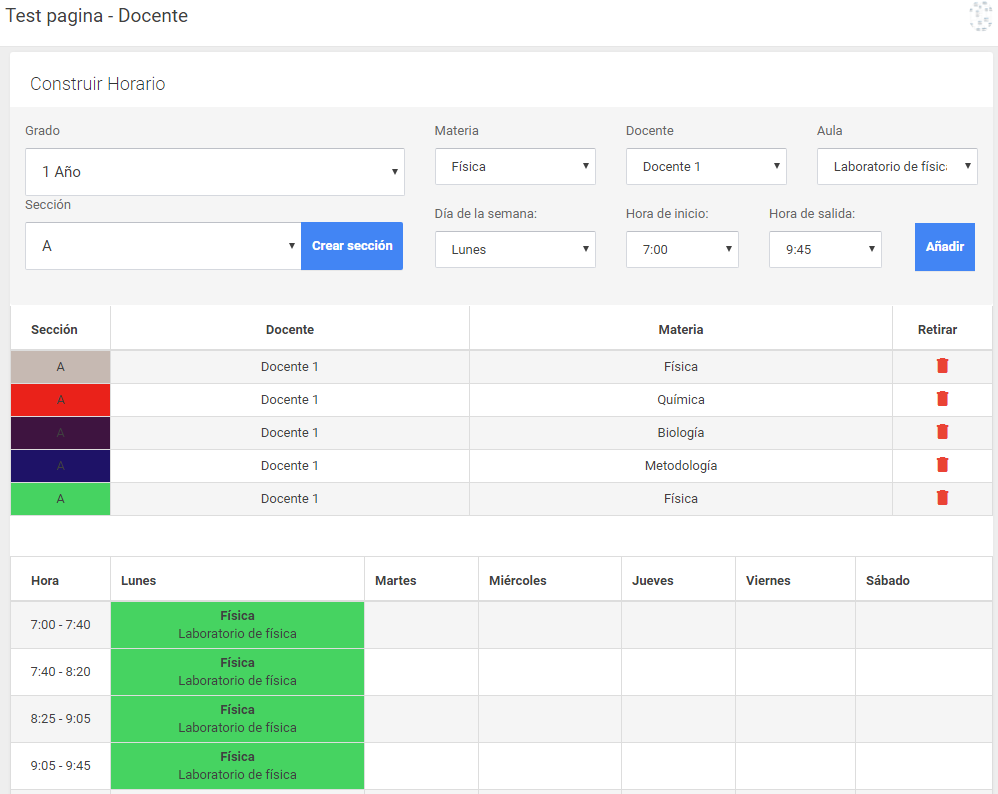 Test pagina - Docente
Construir Horario
Grado
1 Año
Sección
A
Crear sección
Materia
Física
Docente
Docente 1
Aula
Laboratorio de físic
Día de la semana:
Lunes
Hora de inicio:
7:00
Hora de salida:
9:45
Añadir
Sección Docente Materia Retirar
A Docente 1 Física
A Docente 1 Química
A Docente 1 Biología
A Docente 1 Metodología
A Docente 1 Física
Hora Lunes Martes Miércoles Jueves Viernes Sábado
7:00 - 7:40
Física
Laboratorio de física
7:40 - 8:20
Física
Laboratorio de física
8:25 - 9:05
Física
Laboratorio de física
9:05 - 9:45
Física
Laboratorio de física